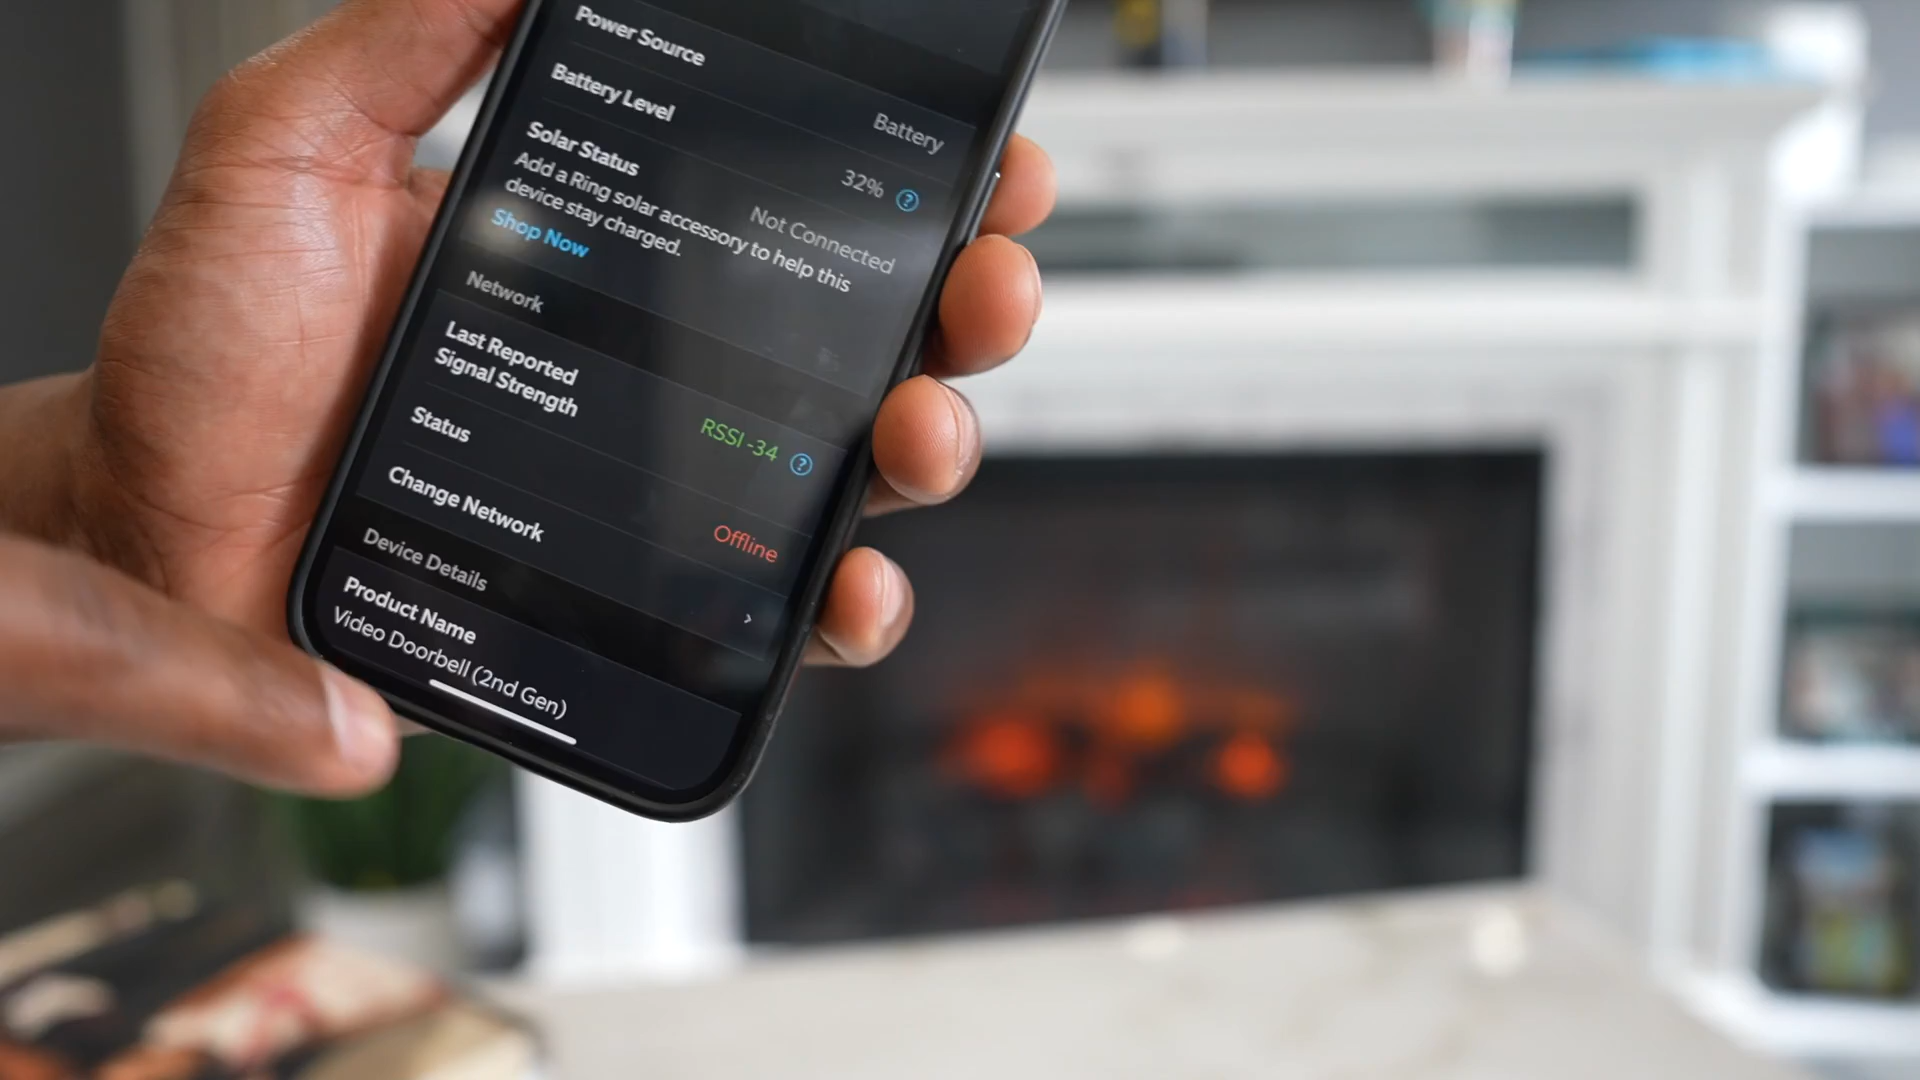 Power Source
Battery
Battery Level
32% ?
Solar Status
Not Connected
Add a Ring solar accessory to help this
device stay charged.
Shop Now
Network
Last Reported
Signal Strength
RSSI -34 ?
Status
Offline
Change Network
>
Device Details
Product Name
Video Doorbell (2nd Gen)